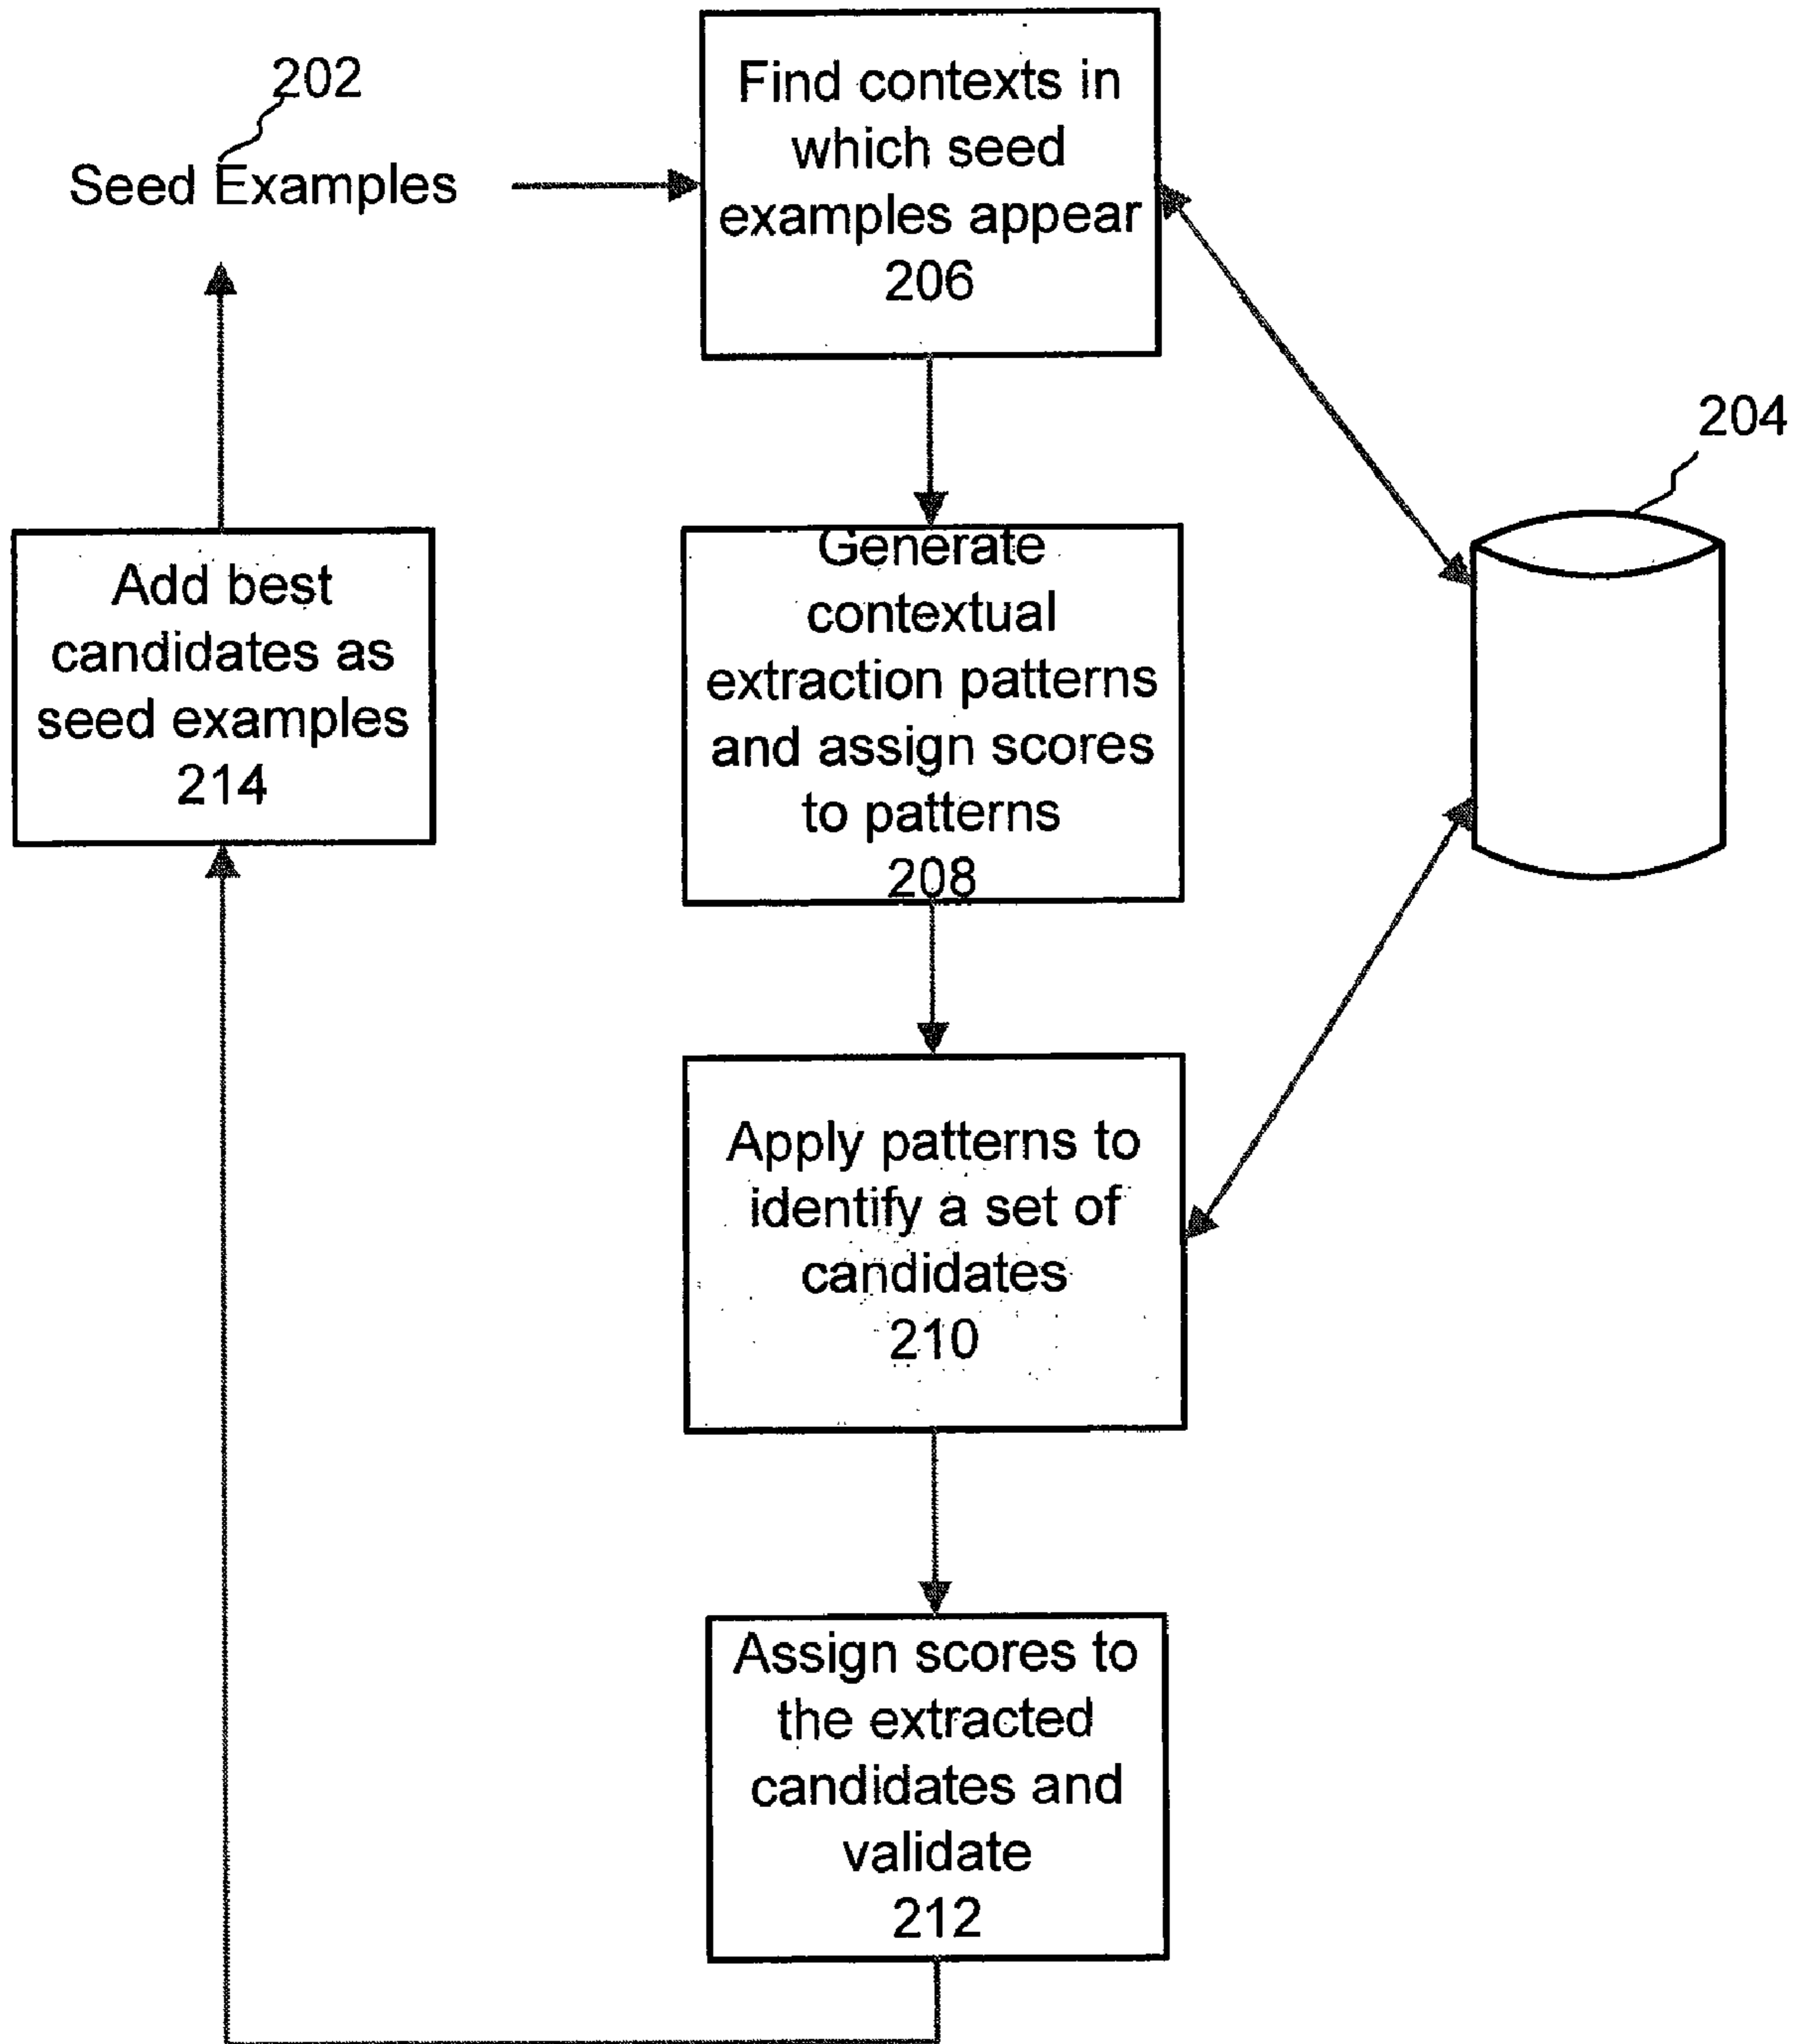 202
Seed Examples
Find contexts in
which seed
examples appear
206
204
Add best
candidates as
seed examples
214
Generate
contextual
extraction patterns
and assign scores
to patterns
208
Apply patterns to
identify a set of
candidates
210
Assign scores to
the extracted
candidates and
validate
212